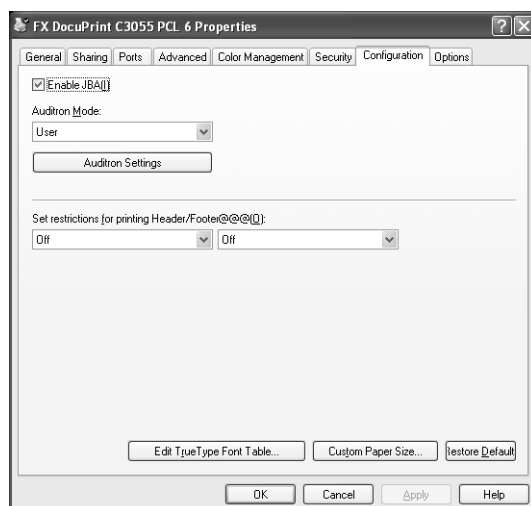 FX DocuPrint C3055 PCL 6 Properties
General Sharing Ports Advanced Color Management Security Configuration Options
Enable JBA(I)
Auditron Mode:
User
Auditron Settings
Set restrictions for printing Header/Footer@@@(O):
Off Off
Edit TrueType Font Table... Custom Paper Size... Restore Default
OK Cancel Apply Help